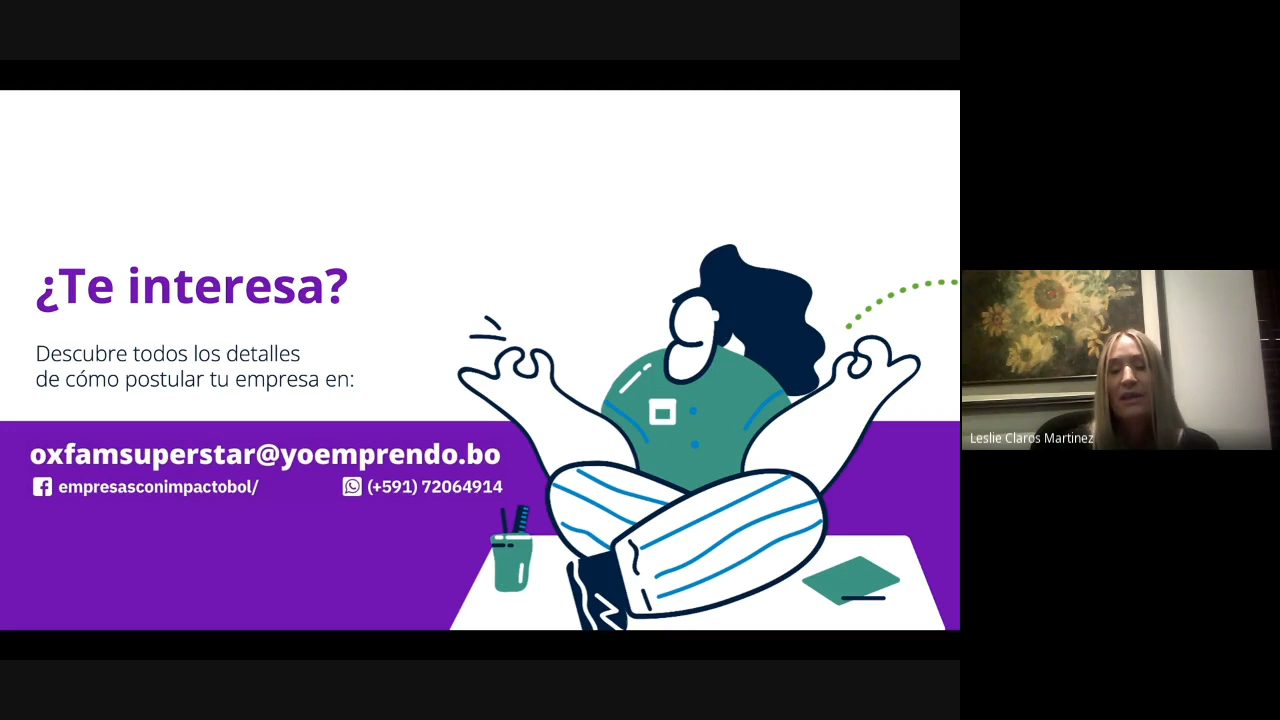 ¿Te interesa?
Descubre todos los detalles
de cómo postular tu empresa en:
oxfamsuperstar@yoemprendo.bo
empresasconimpactobol/
(+591) 72064914
Leslie Claros Martinez